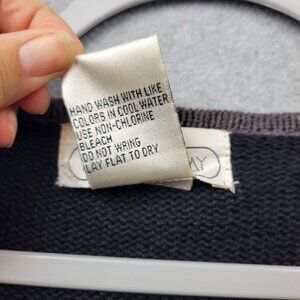 HAND WASH WITH LIKE
COLORS IN COOL WATER
USE NON-CHLORINE
BLEACH
DO NOT WRING
LAY FLAT TO DRY